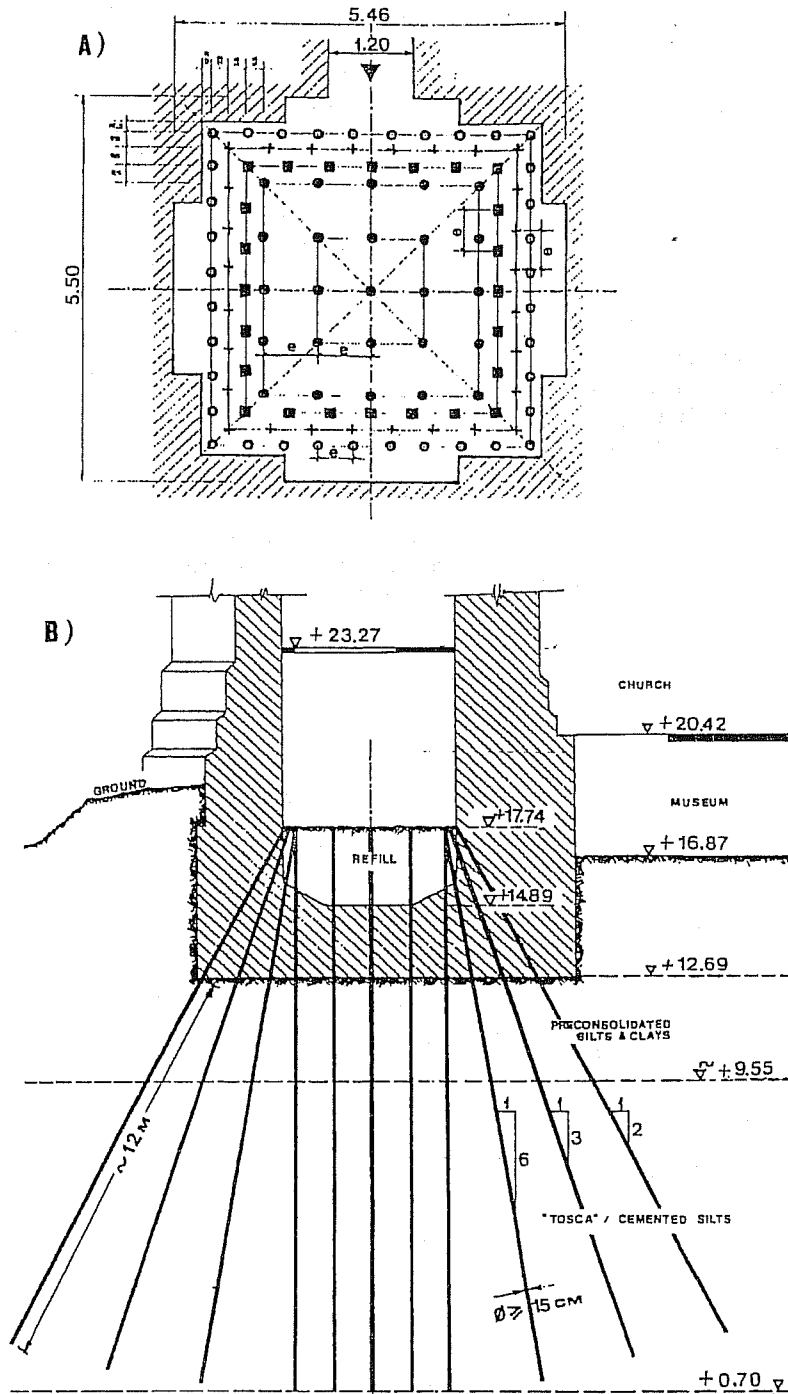 A)
5.46
1.20
5.50
e
e
e e
e
B)
+23.27
CHURCH
+20.42
GROUND
MUSEUM
+17.74
+16.87
REFILL
+14.89
+12.69
PRECONSOLIDATED
SILTS & CLAYS
~ +9.55
1
1
1
2
3
6
~12 M
"TOSCA" / CEMENTED SILTS
Ø ≥ 15 CM
+0.70